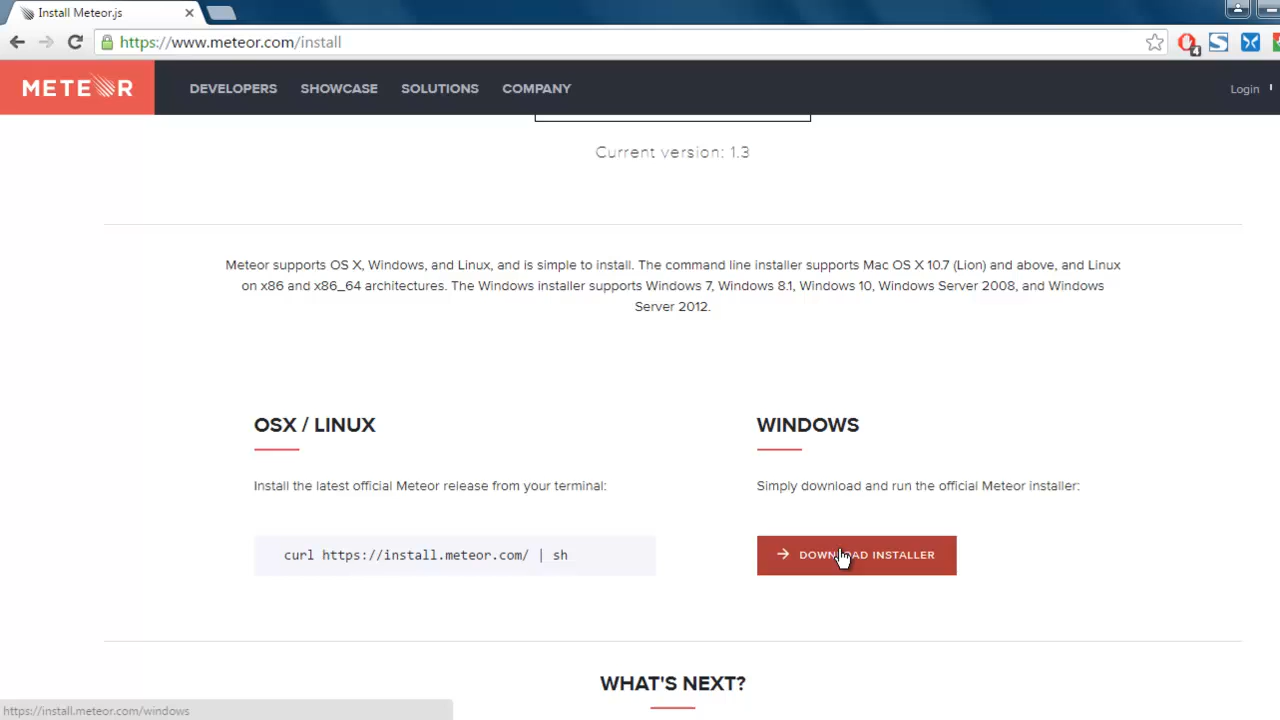 Install Meteor.js
https://www.meteor.com/install
4
METEOR DEVELOPERS SHOWCASE SOLUTIONS COMPANY Login
Current version: 1.3
Meteor supports OS X, Windows, and Linux, and is simple to install. The command line installer supports Mac OS X 10.7 (Lion) and above, and Linux
on x86 and x86_64 architectures. The Windows installer supports Windows 7, Windows 8.1, Windows 10, Windows Server 2008, and Windows
Server 2012.
OSX / LINUX
Install the latest official Meteor release from your terminal:
curl https://install.meteor.com/ | sh
WINDOWS
Simply download and run the official Meteor installer:
DOWNLOAD INSTALLER
WHAT'S NEXT?
https://install.meteor.com/windows